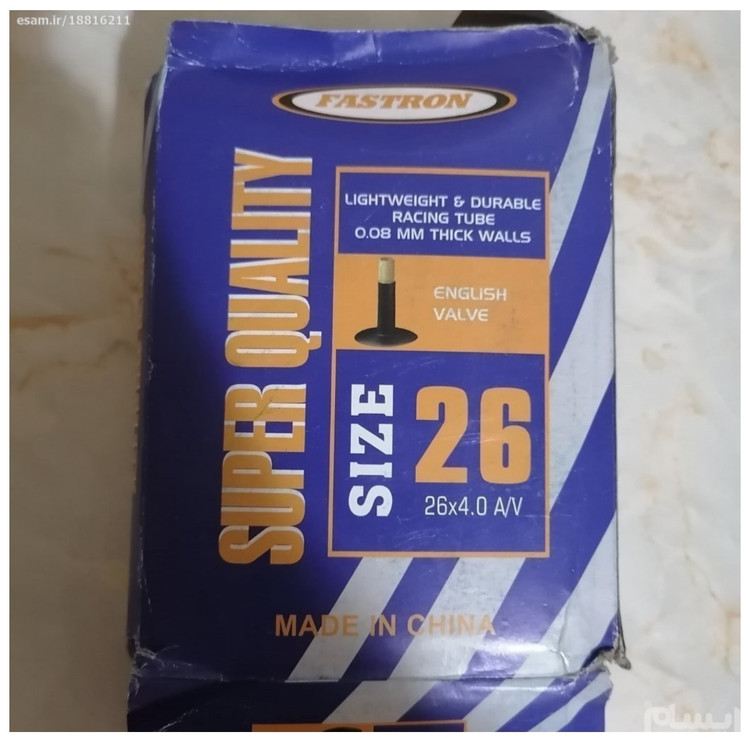 esam.ir/18816211
FASTRON
SUPER QUALITY
LIGHTWEIGHT & DURABLE
RACING TUBE
0.08 MM THICK WALLS
ENGLISH
VALVE
SIZE
26
26x4.0 A/V
MADE IN CHINA
ایسام